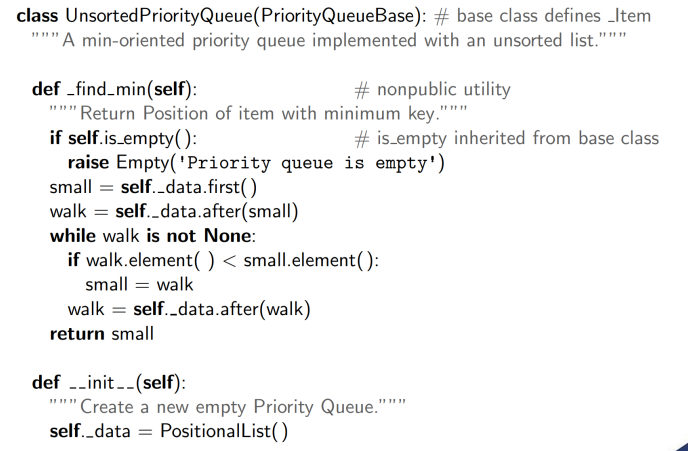 class UnsortedPriorityQueue(PriorityQueueBase): # base class defines _Item
"""A min-oriented priority queue implemented with an unsorted list."""
def _find_min(self): # nonpublic utility
"""Return Position of item with minimum key."""
if self.is_empty(): # is_empty inherited from base class
raise Empty('Priority queue is empty')
small = self._data.first()
walk = self._data.after(small)
while walk is not None:
if walk.element( ) < small.element():
small = walk
walk = self._data.after(walk)
return small
def __init__(self):
"""Create a new empty Priority Queue."""
self._data = PositionalList()